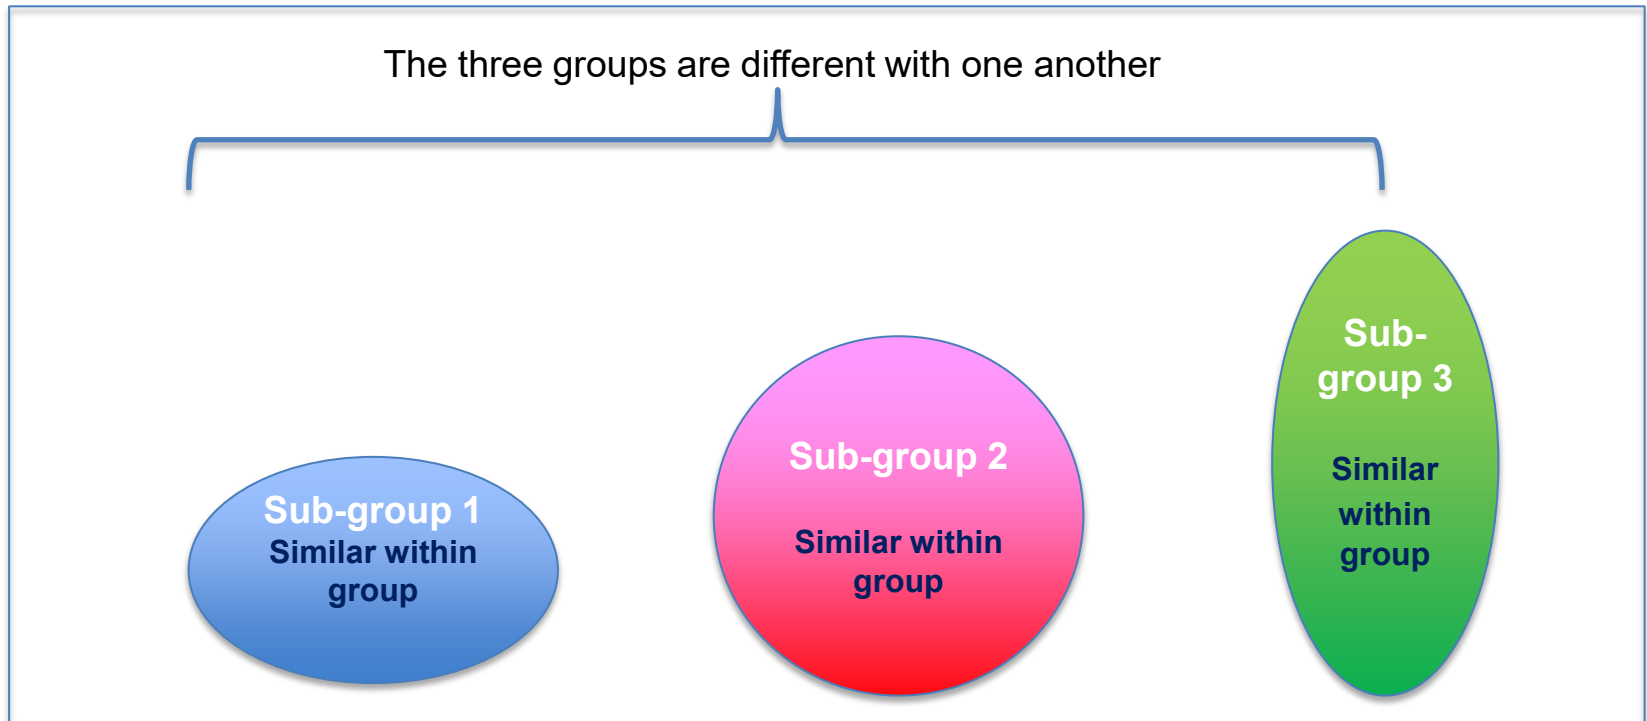 The three groups are different with one another
Sub-group 1
Similar within
group
Sub-group 2
Similar within
group
Sub-
group 3
Similar
within
group